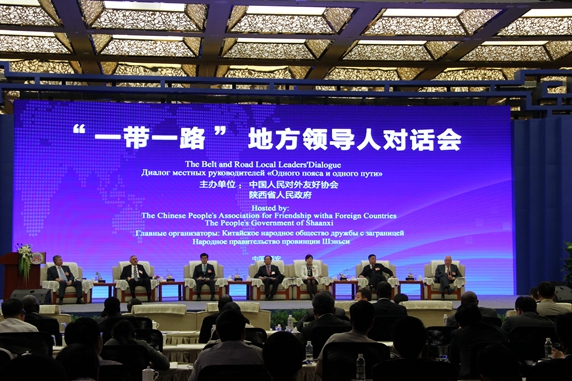 “一带一路”地方领导人对话会
The Belt and Road Local Leaders'Dialogue
Диалог местных руководителей «Одного пояса и одного пути»
主办单位：中国人民对外友好协会
陕西省人民政府
Hosted by:
The Chinese People's Association for Friendship witha Foreign Countries
The People's Government of Shaanxi
Главные организаторы: Китайское народное общество дружбы с заграницей
Народное правительство провинции Шэньси